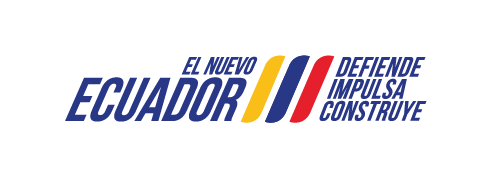 EL NUEVO
ECUADOR
DEFIENDE
IMPULSA
CONSTRUYE